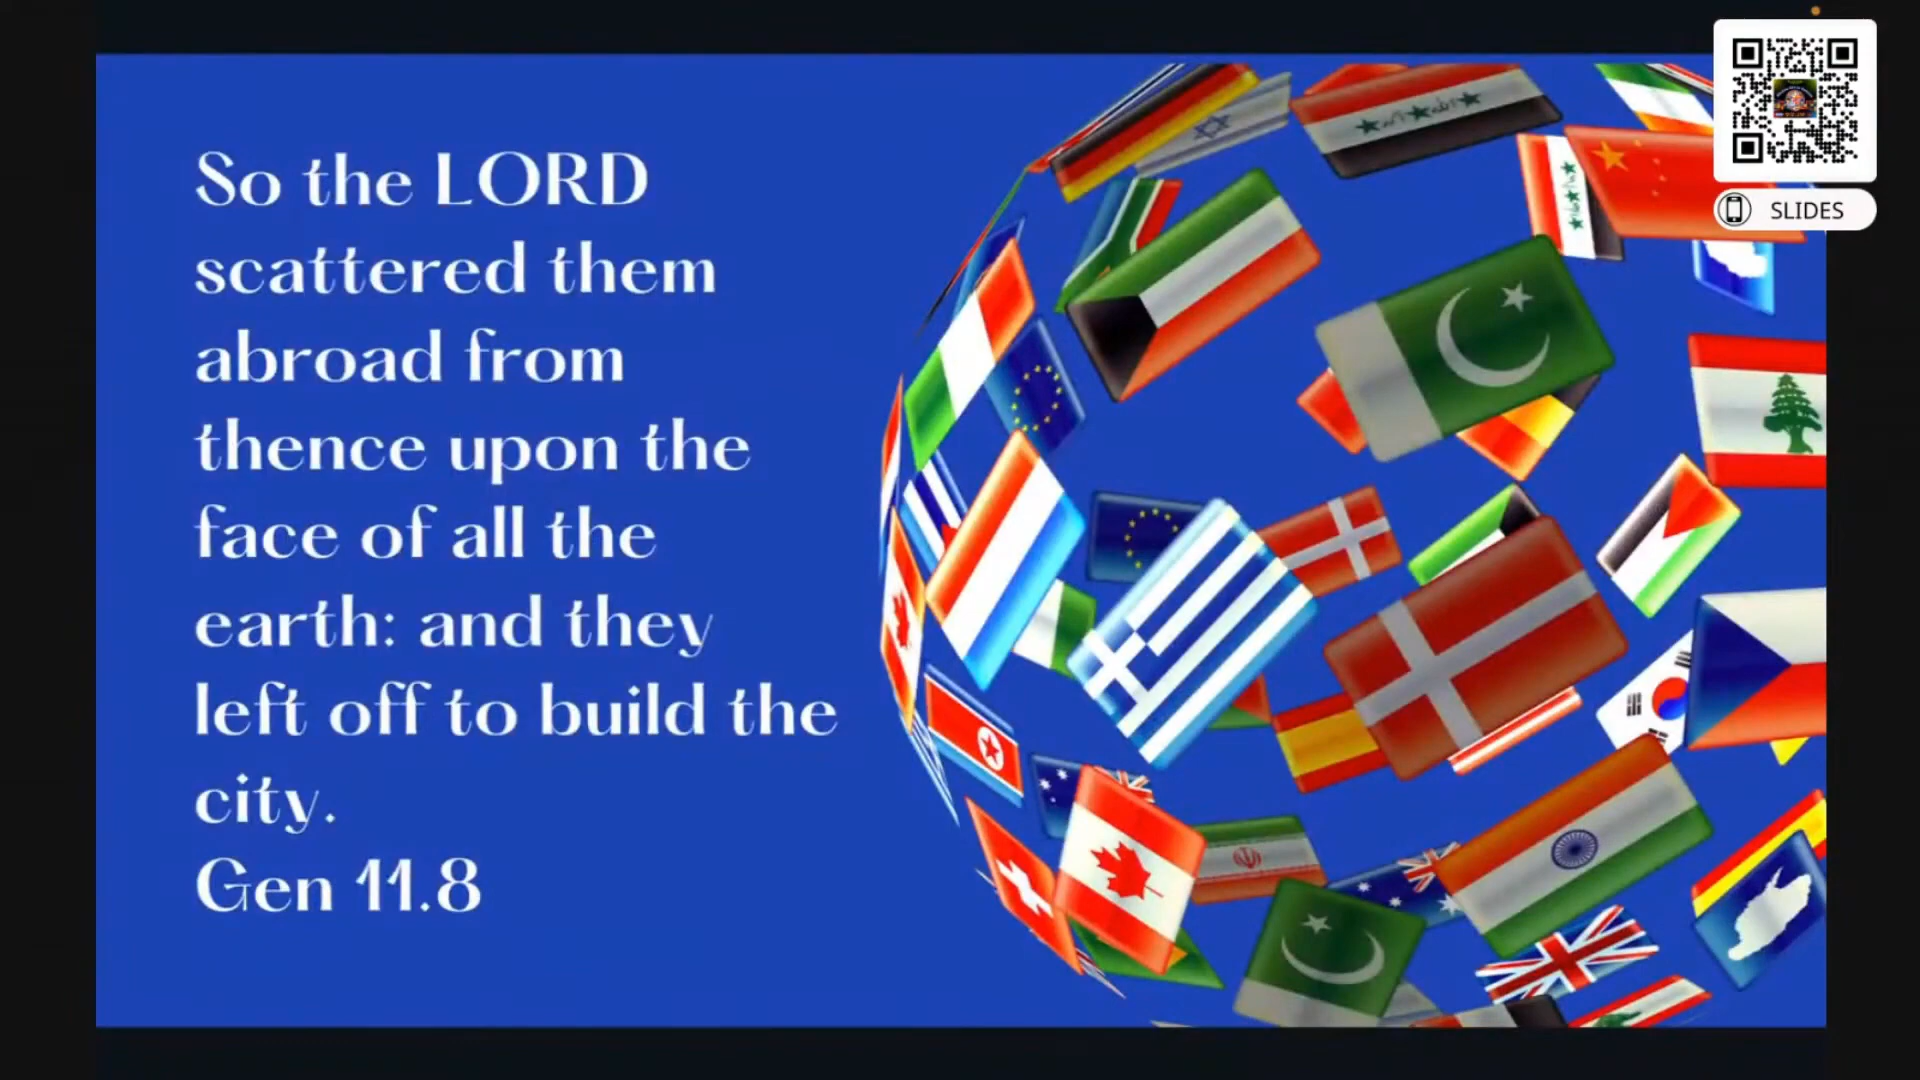 So the LORD
scattered them
abroad from
thence upon the
face of all the
earth: and they
left off to build the
city.
Gen 11.8
SLIDES